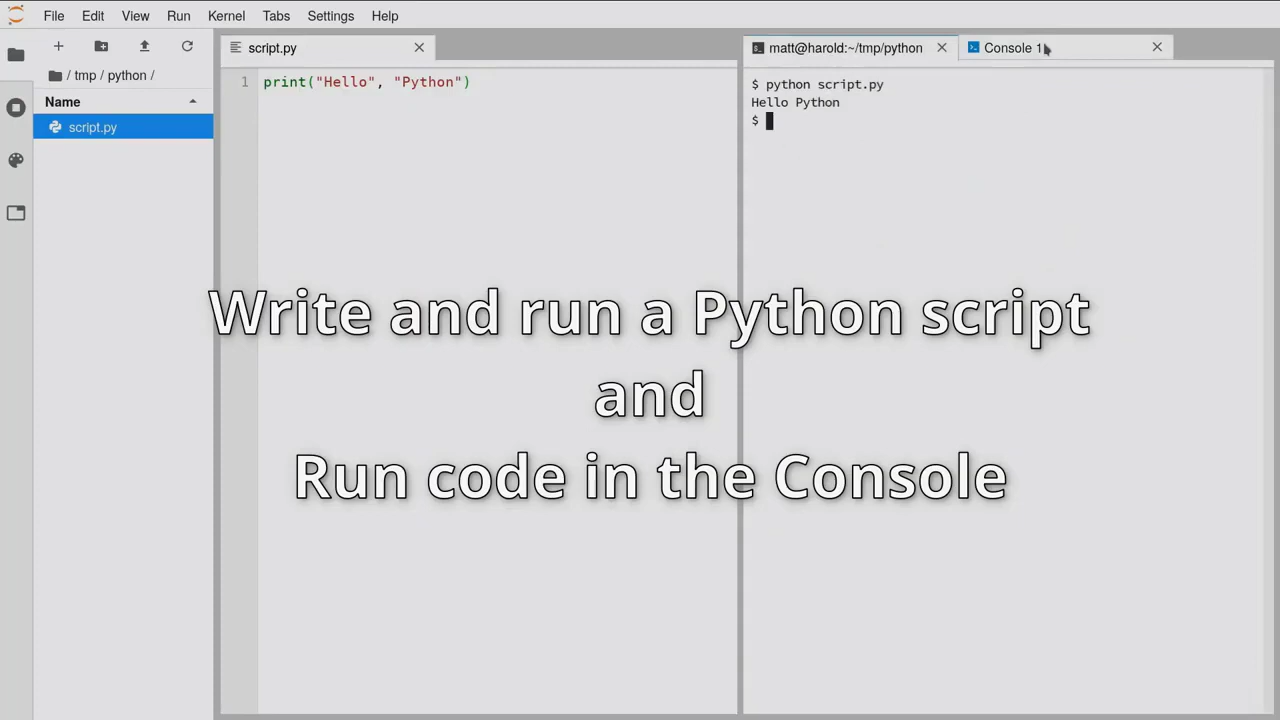 File Edit View Run Kernel Tabs Settings Help
script.py
matt@harold:~/tmp/python
Console 1
/ tmp / python /
Name
script.py
1 print("Hello", "Python")
$ python script.py
Hello Python
$
Write and run a Python script
and
Run code in the Console